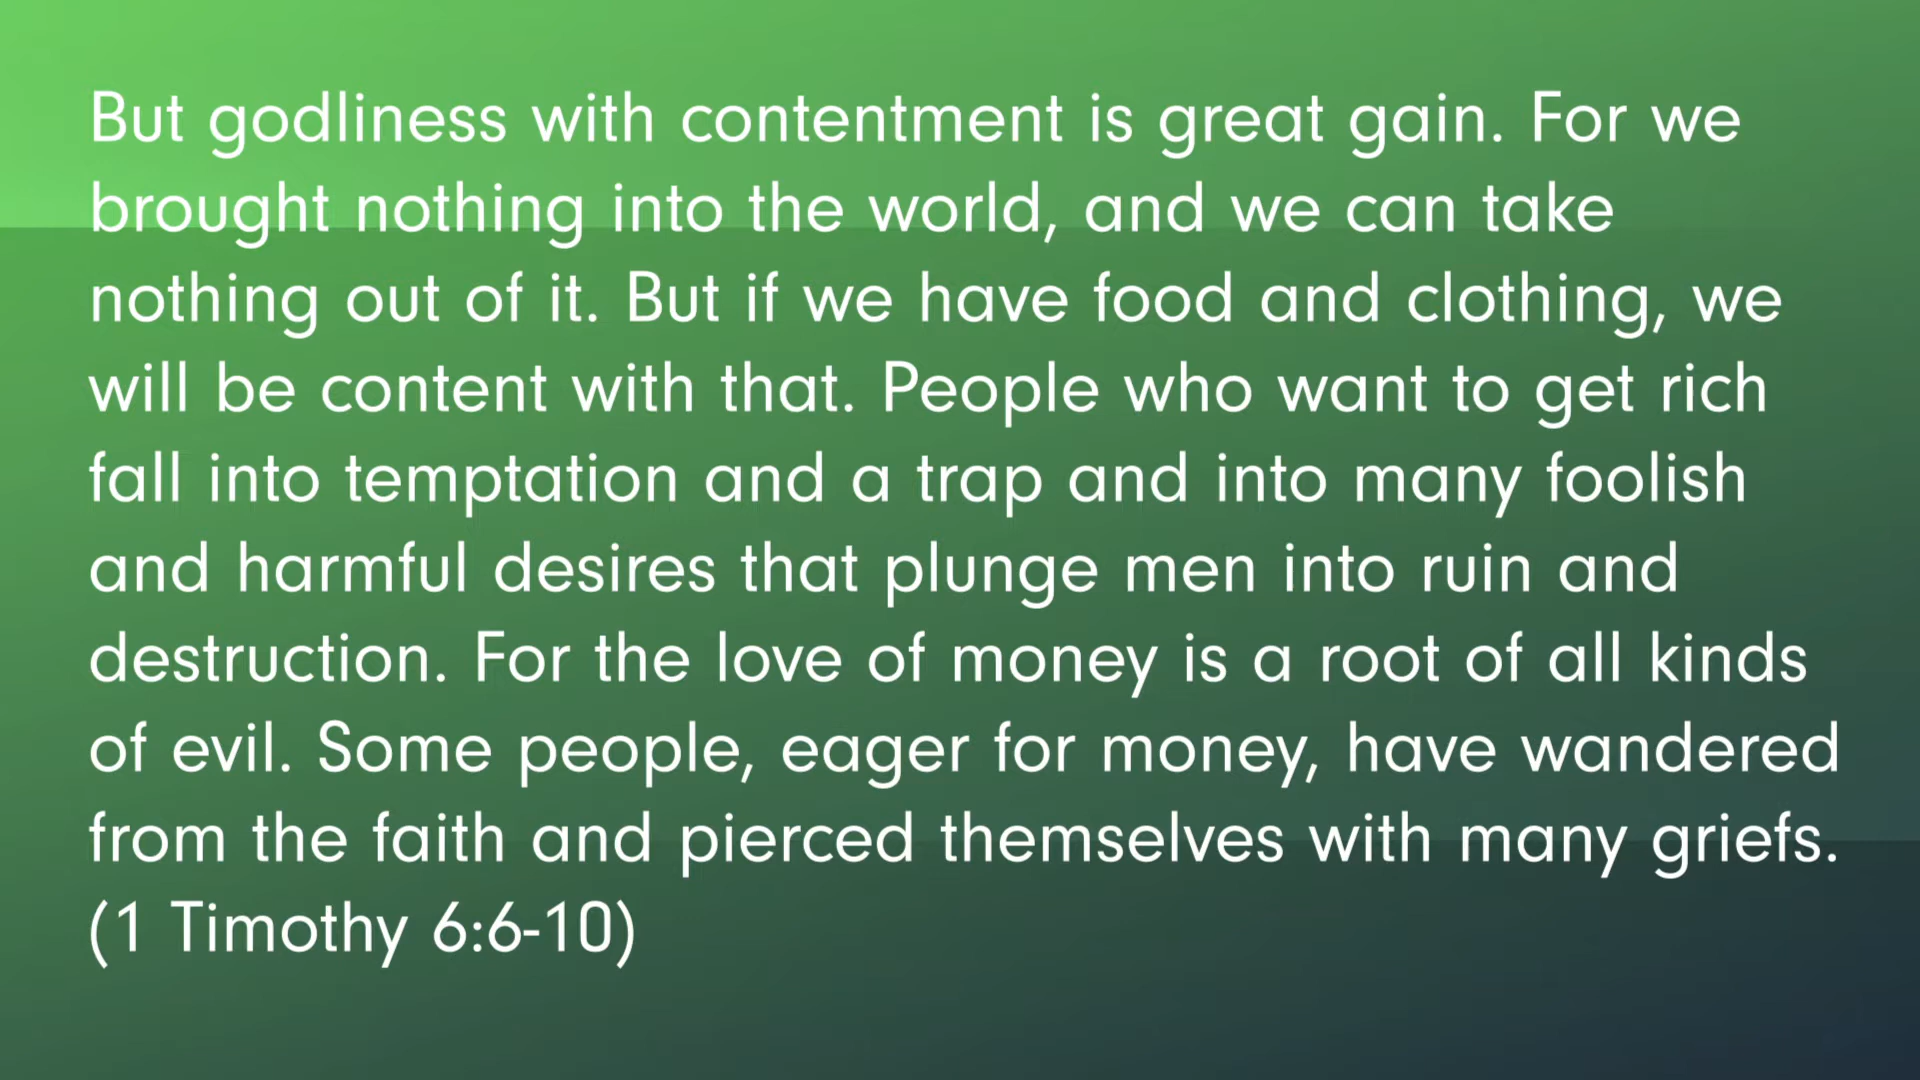 But godliness with contentment is great gain. For we
brought nothing into the world, and we can take
nothing out of it. But if we have food and clothing, we
will be content with that. People who want to get rich
fall into temptation and a trap and into many foolish
and harmful desires that plunge men into ruin and
destruction. For the love of money is a root of all kinds
of evil. Some people, eager for money, have wandered
from the faith and pierced themselves with many griefs.
(1 Timothy 6:6-10)